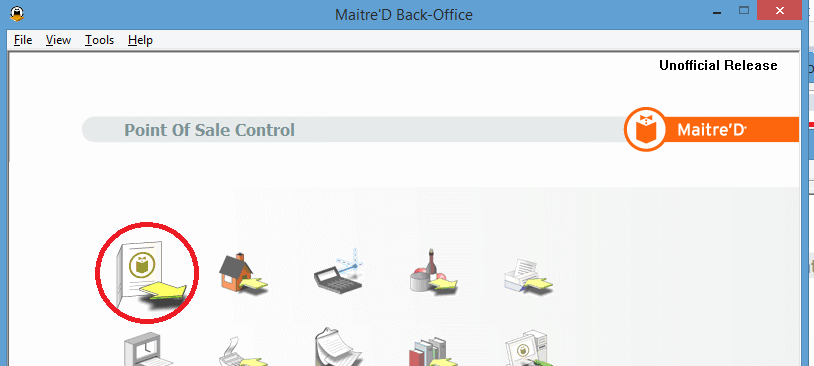 Maitre'D Back-Office
File View Tools Help
Unofficial Release
Point Of Sale Control
Maitre'D